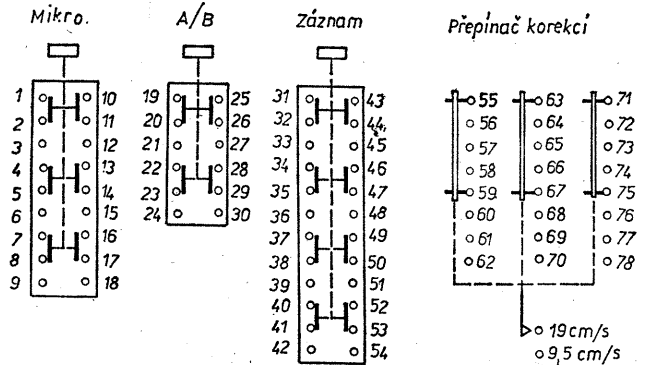 Mikro. A/B Záznam Přepínač korekcí
1 10 19 25 31 43 55 63 71
2 11 20 26 32 44 56 64 72
3 12 21 27 33 45 57 65 73
4 13 22 28 34 46 58 66 74
5 14 23 29 35 47 59 67 75
6 15 24 30 36 48 60 68 76
7 16 37 49 61 69 77
8 17 38 50 62 70 78
9 18 39 51
40 52
41 53 19 cm/s
42 54 9,5 cm/s